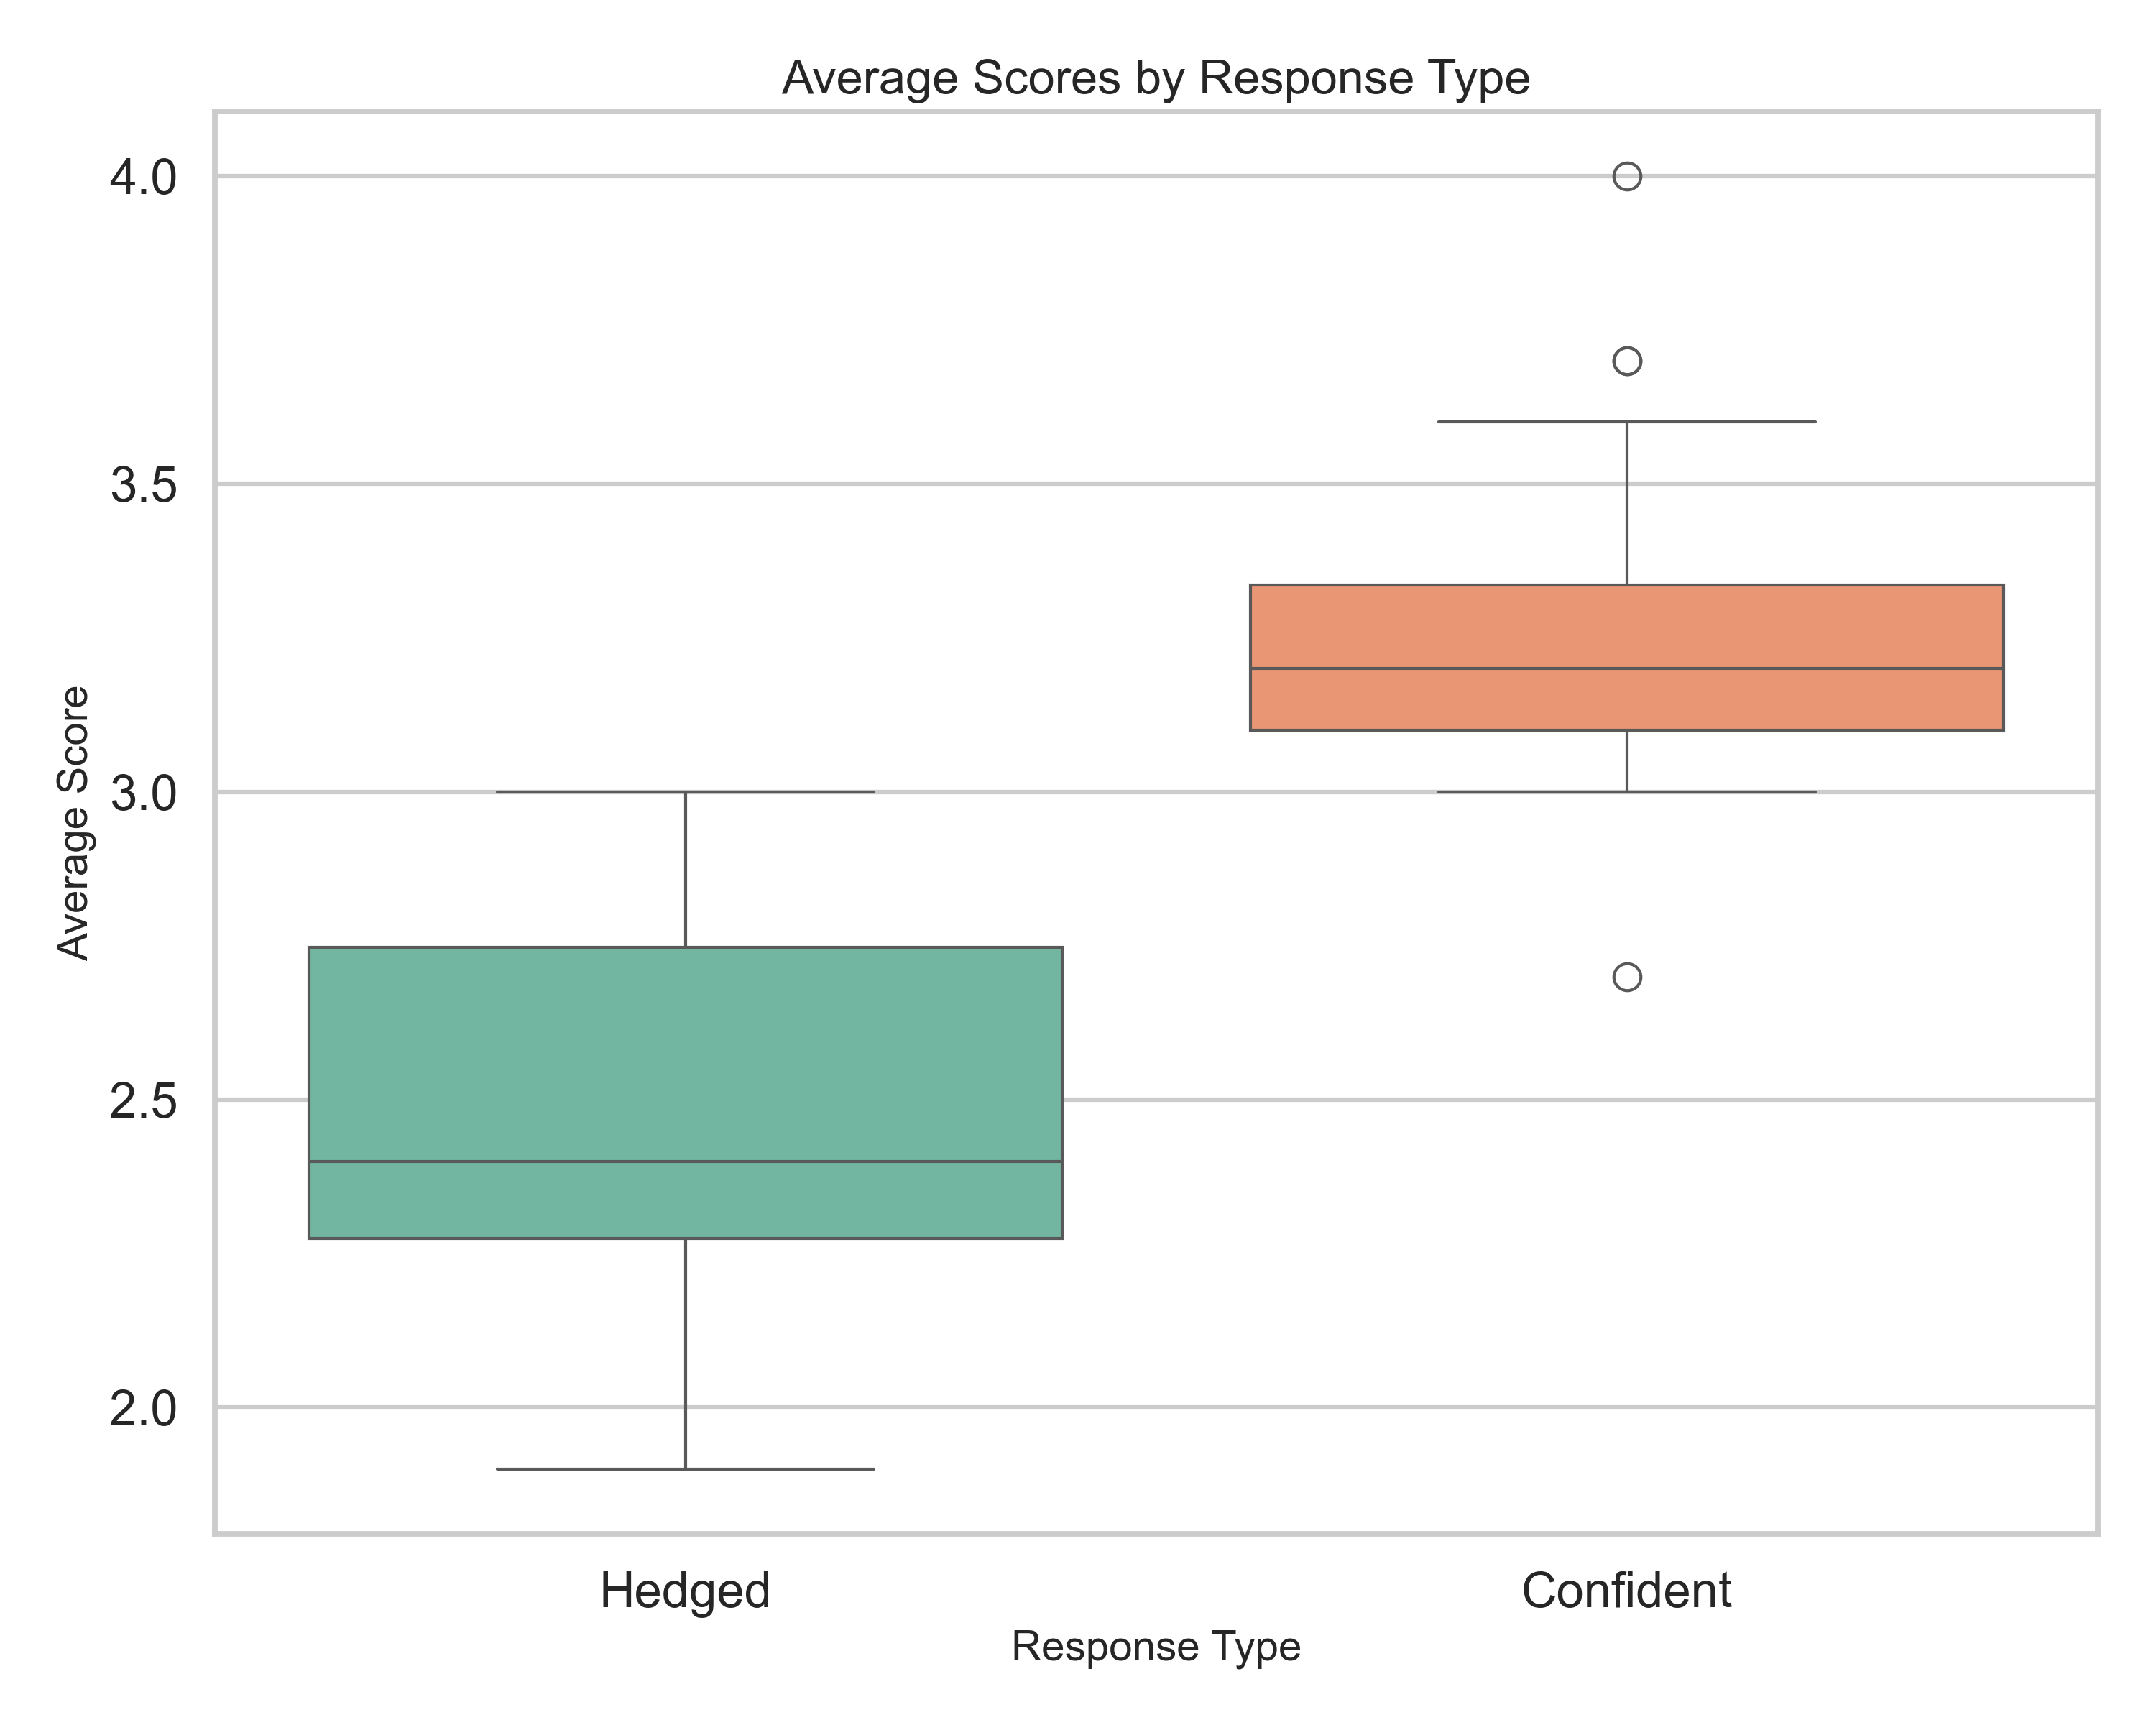 Average Scores by Response Type
4.0
3.5
3.0
2.5
2.0
Average Score
Hedged
Confident
Response Type